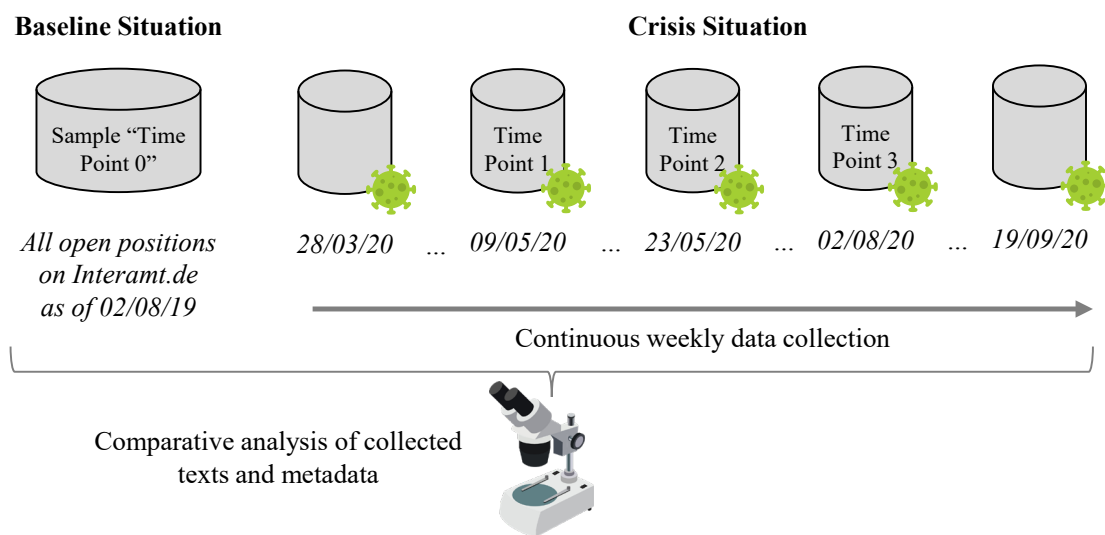 Baseline Situation
Crisis Situation
Sample “Time
Point 0”
Time
Point 1
Time
Point 2
Time
Point 3
All open positions
on Interamt.de
as of 02/08/19
28/03/20 ... 09/05/20 ... 23/05/20 ... 02/08/20 ... 19/09/20
Continuous weekly data collection
Comparative analysis of collected
texts and metadata